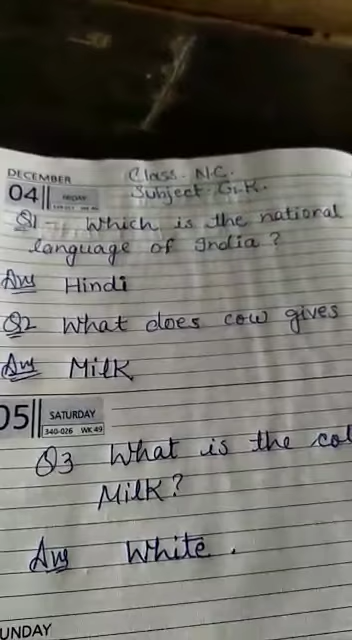 DECEMBER
Class - N.C.
04 FRIDAY
Subject - G.K.
Q1 - Which is the national
language of India ?
Ans Hindi
Q2 What does cow gives
Ans Milk
05 SATURDAY
340-026 WK 49
Q3 What is the col
Milk?
Ans White.
UNDAY